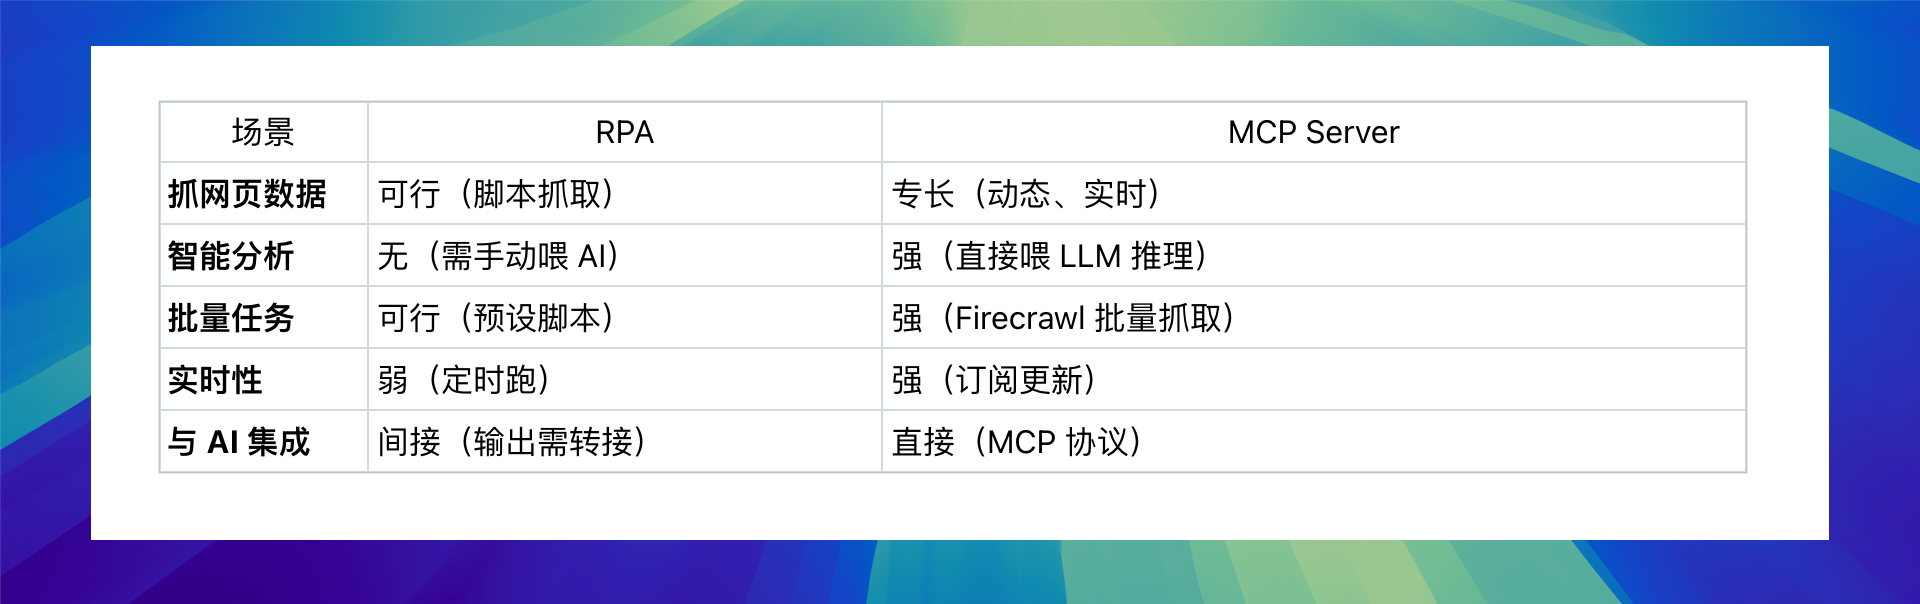 场景 RPA MCP Server
抓网页数据 可行（脚本抓取） 专长（动态、实时）
智能分析 无（需手动喂 AI） 强（直接喂 LLM 推理）
批量任务 可行（预设脚本） 强（Firecrawl 批量抓取）
实时性 弱（定时跑） 强（订阅更新）
与 AI 集成 间接（输出需转接） 直接（MCP 协议）